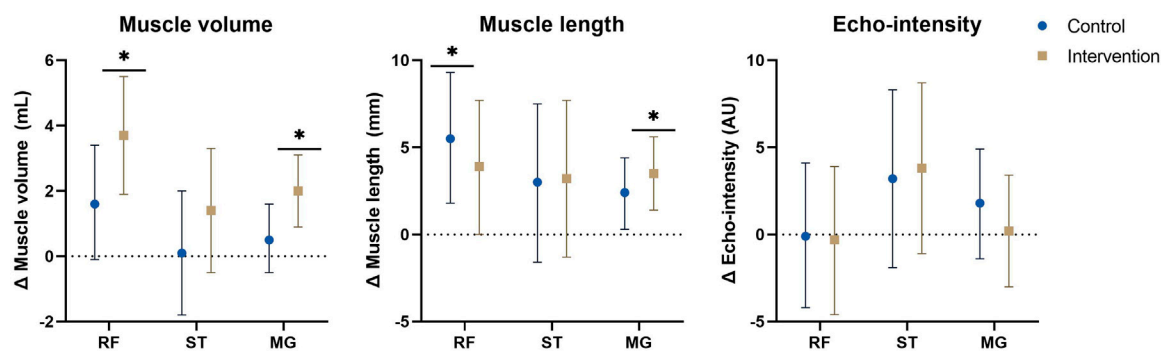 Muscle volume
Δ Muscle volume (mL)
6
4
2
0
-2
*
*
RF ST MG
Muscle length
Δ Muscle length (mm)
10
5
0
-5
*
*
RF ST MG
Echo-intensity
Δ Echo-intensity (AU)
10
5
0
-5
RF ST MG
Control
Intervention